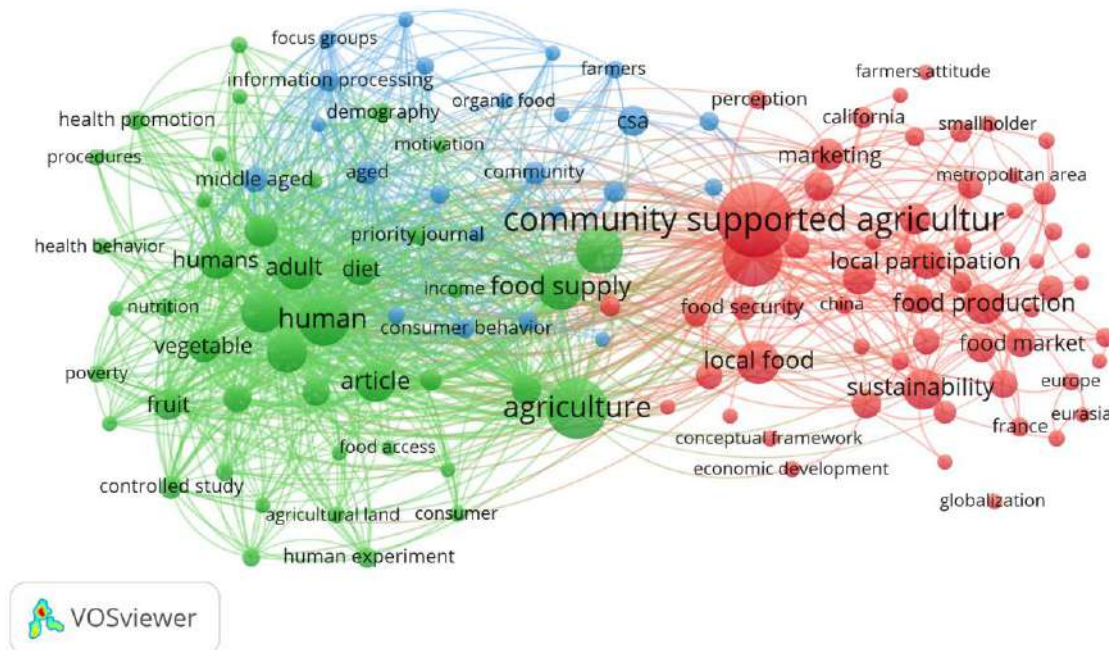 focus groups
farmers
farmers attitude
information processing
organic food
perception
health promotion
demography
csa
california
smallholder
procedures
motivation
marketing
middle aged
aged
community
metropolitan area
community supported agricultur
health behavior
priority journal
humans
adult
diet
local participation
food supply
income
nutrition
food security
china
food production
human
consumer behavior
vegetable
food market
poverty
article
local food
sustainability
europe
fruit
agriculture
eurasia
france
food access
conceptual framework
economic development
controlled study
agricultural land
consumer
globalization
human experiment
VOSviewer